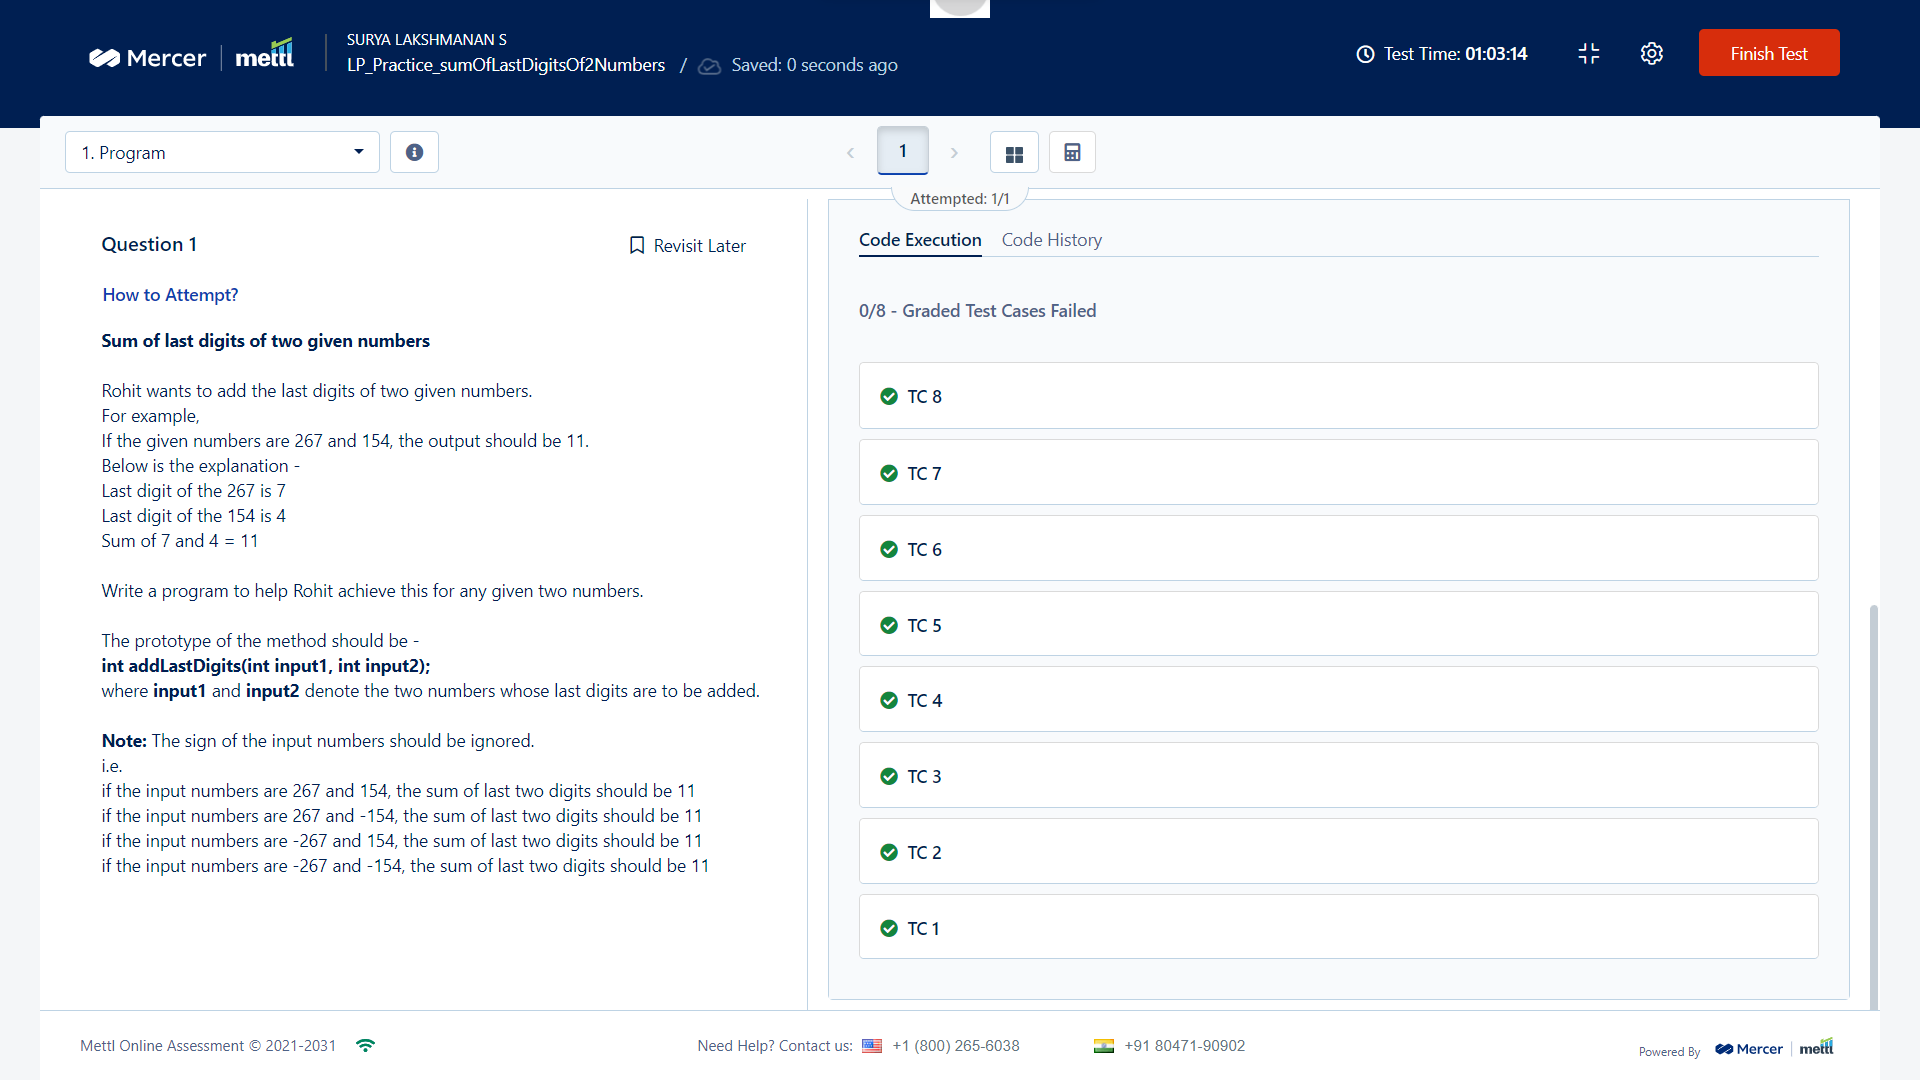 Mercer
mettl
SURYA LAKSHMANAN S
LP_Practice_sumOfLastDigitsOf2Numbers / Saved: 0 seconds ago
Test Time: 01:03:14
Finish Test
1. Program
1
Attempted: 1/1
Question 1
Revisit Later
How to Attempt?
Sum of last digits of two given numbers
Rohit wants to add the last digits of two given numbers.
For example,
If the given numbers are 267 and 154, the output should be 11.
Below is the explanation -
Last digit of the 267 is 7
Last digit of the 154 is 4
Sum of 7 and 4 = 11
Write a program to help Rohit achieve this for any given two numbers.
The prototype of the method should be -
int addLastDigits(int input1, int input2);
where input1 and input2 denote the two numbers whose last digits are to be added.
Note: The sign of the input numbers should be ignored.
i.e.
if the input numbers are 267 and 154, the sum of last two digits should be 11
if the input numbers are 267 and -154, the sum of last two digits should be 11
if the input numbers are -267 and 154, the sum of last two digits should be 11
if the input numbers are -267 and -154, the sum of last two digits should be 11
Code Execution
Code History
0/8 - Graded Test Cases Failed
TC 8
TC 7
TC 6
TC 5
TC 4
TC 3
TC 2
TC 1
Mettl Online Assessment © 2021-2031
Need Help? Contact us: +1 (800) 265-6038
+91 80471-90902
Powered By
Mercer
mettl